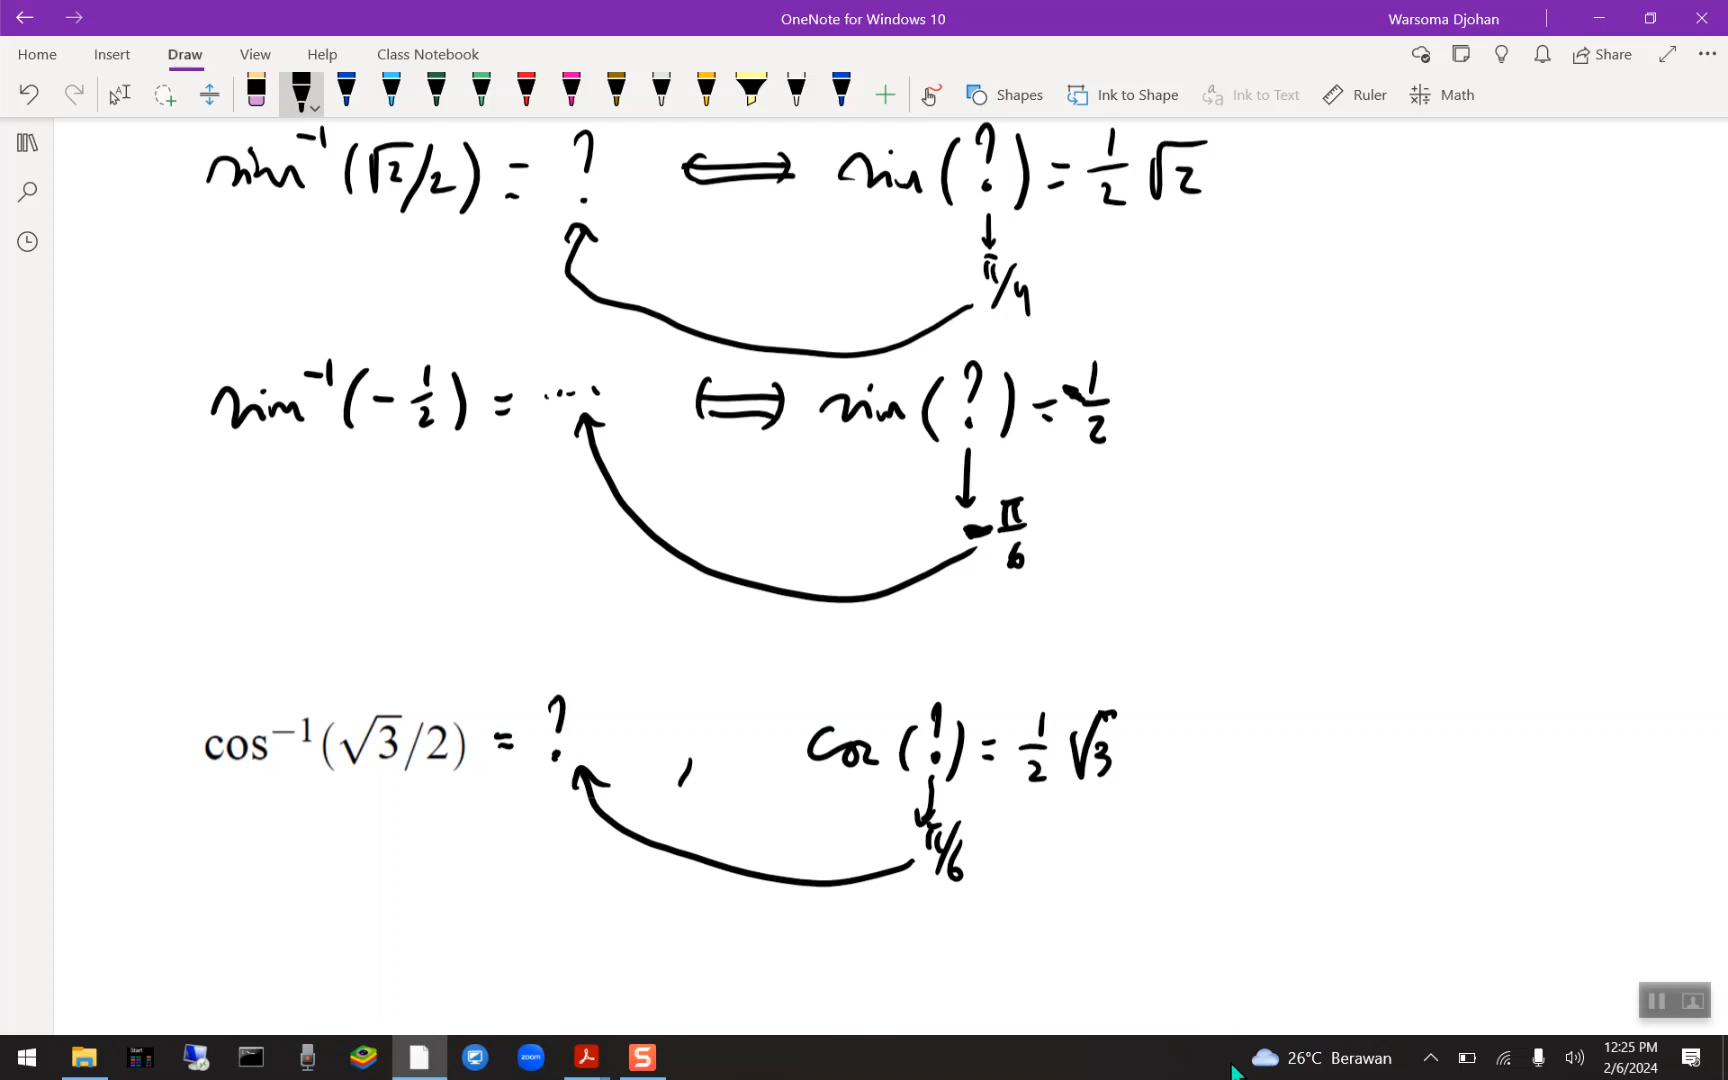 OneNote for Windows 10
Warsoma Djohan
Home Insert Draw View Help Class Notebook Share
Shapes Ink to Shape Ink to Text Ruler Math
sin⁻¹(√2/2) = ? ⟺ sin(?) = 1/2 √2
π/4
sin⁻¹(-1/2) = .... ⟺ sin(?) = -1/2
-π/6
cos⁻¹(√3/2) = ? , cos(?) = 1/2 √3
π/6
Start
zoom
26°C Berawan
12:25 PM
2/6/2024